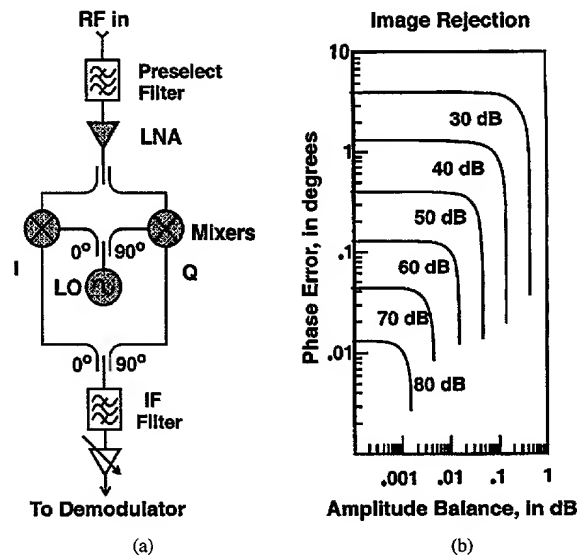 RF in
Preselect
Filter
LNA
Mixers
0° 90°
I
Q
LO
0° 90°
IF
Filter
To Demodulator
(a)
Image Rejection
Phase Error, in degrees
10
1
.1
.01
30 dB
40 dB
50 dB
60 dB
70 dB
80 dB
.001 .01 .1 1
Amplitude Balance, in dB
(b)